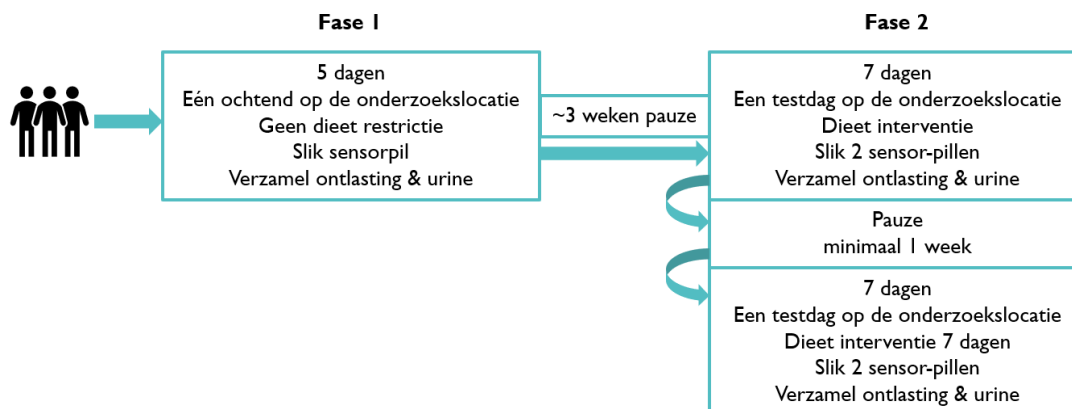 Fase 1
5 dagen
Eén ochtend op de onderzoekslocatie
Geen dieet restrictie
Slik sensorpil
Verzamel ontlasting & urine
~3 weken pauze
Fase 2
7 dagen
Een testdag op de onderzoekslocatie
Dieet interventie
Slik 2 sensor-pillen
Verzamel ontlasting & urine
Pauze
minimaal 1 week
7 dagen
Een testdag op de onderzoekslocatie
Dieet interventie 7 dagen
Slik 2 sensor-pillen
Verzamel ontlasting & urine